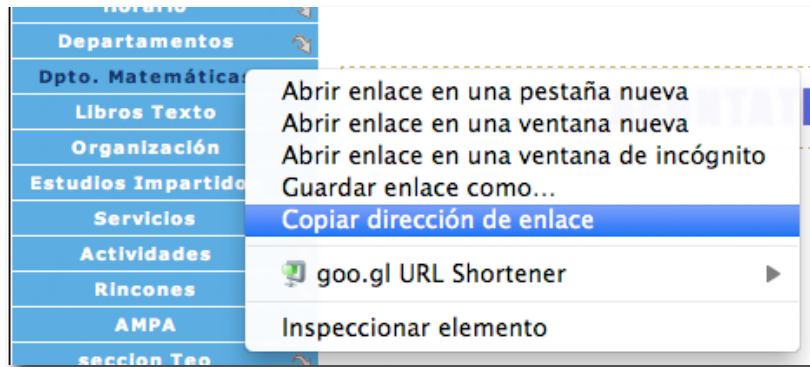 Horario
Departamentos
Dpto. Matemáticas
Libros Texto
Organización
Estudios Impartido
Servicios
Actividades
Rincones
AMPA
seccion Teo
Abrir enlace en una pestaña nueva
Abrir enlace en una ventana nueva
Abrir enlace en una ventana de incógnito
Guardar enlace como...
Copiar dirección de enlace
goo.gl URL Shortener
Inspeccionar elemento